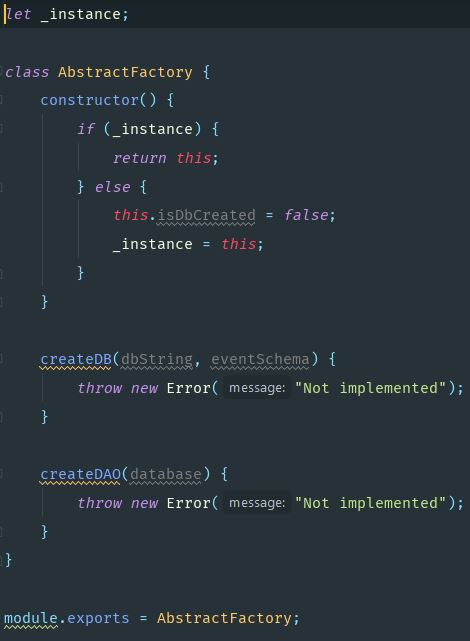 let _instance;
class AbstractFactory {
constructor() {
if (_instance) {
return this;
} else {
this.isDbCreated = false;
_instance = this;
}
}
createDB(dbString, eventSchema) {
throw new Error( message: "Not implemented");
}
createDAO(database) {
throw new Error( message: "Not implemented");
}
}
module.exports = AbstractFactory;